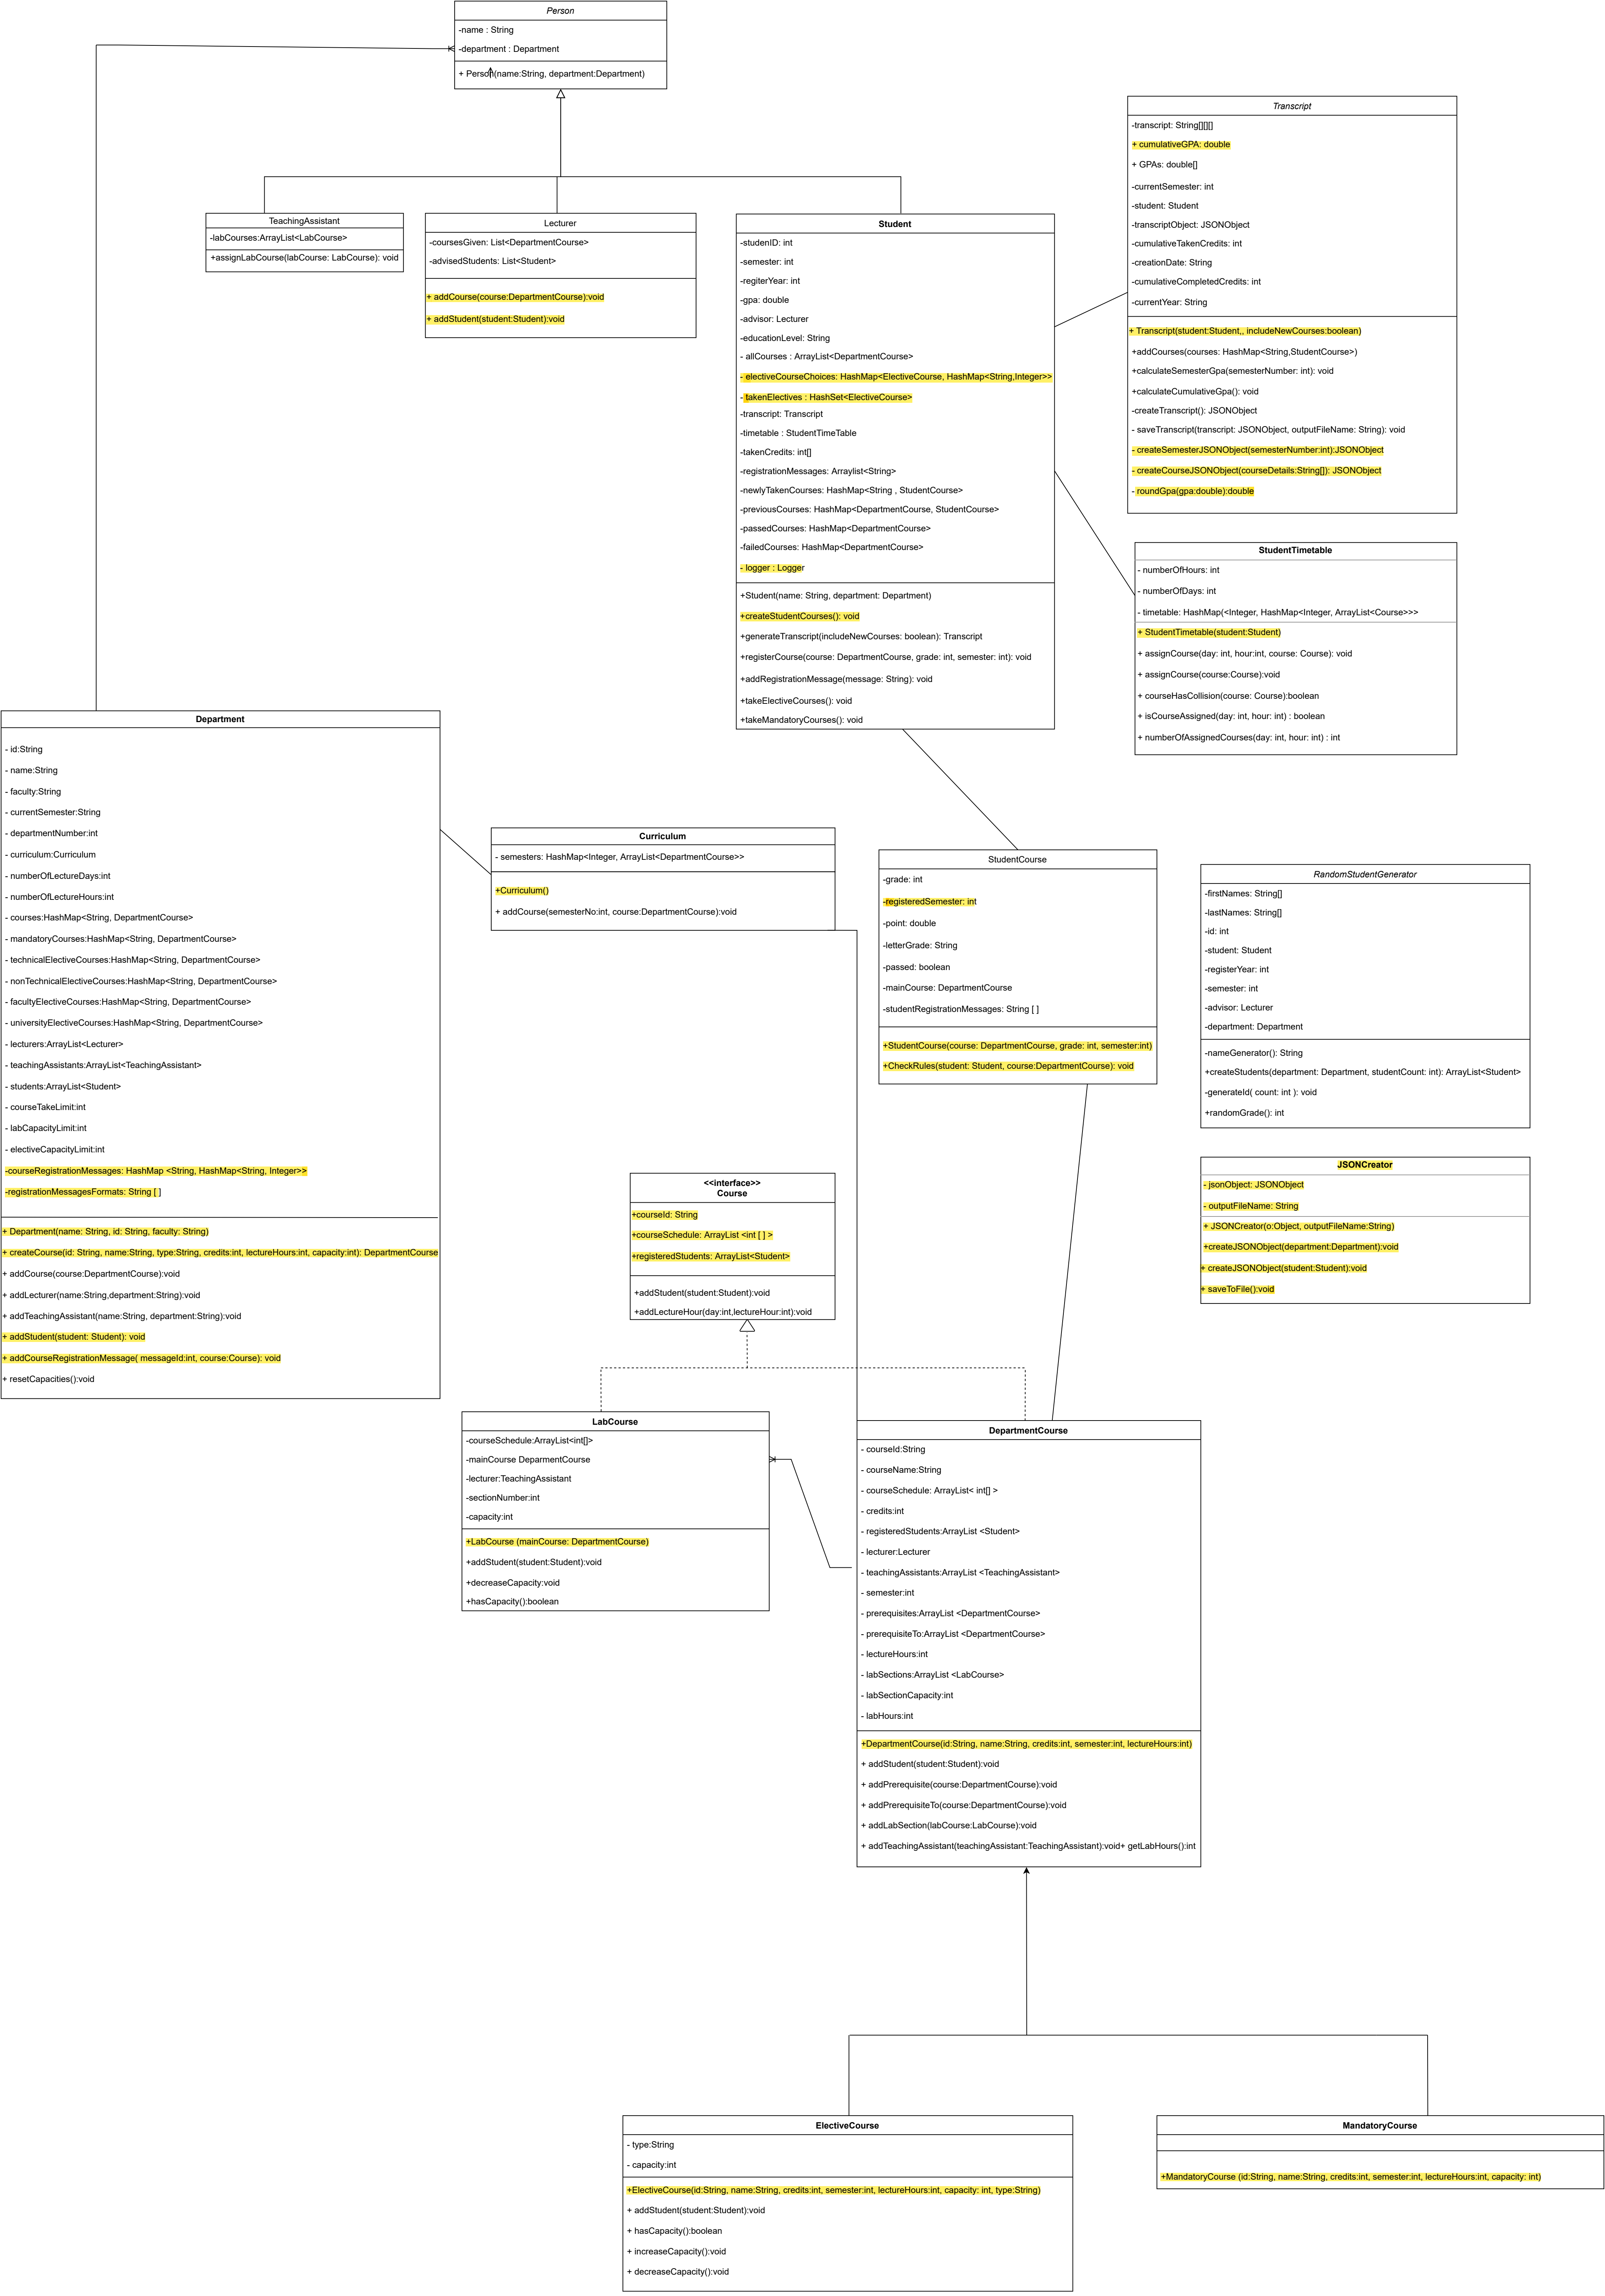 Person
-name : String
-department : Department
+ Person(name:String, department:Department)
Transcript
-transcript: String[][][]
+ cumulativeGPA: double
+ GPAs: double[]
-currentSemester: int
-student: Student
-transcriptObject: JSONObject
-cumulativeTakenCredits: int
-creationDate: String
-cumulativeCompletedCredits: int
-currentYear: String
+ Transcript(student:Student,, includeNewCourses:boolean)
+addCourses(courses: HashMap<String,StudentCourse>)
+calculateSemesterGpa(semesterNumber: int): void
+calculateCumulativeGpa(): void
-createTranscript(): JSONObject
- saveTranscript(transcript: JSONObject, outputFileName: String): void
- createSemesterJSONObject(semesterNumber:int):JSONObject
- createCourseJSONObject(courseDetails:String[]): JSONObject
- roundGpa(gpa:double):double
TeachingAssistant
-labCourses:ArrayList<LabCourse>
+assignLabCourse(labCourse: LabCourse): void
Lecturer
-coursesGiven: List<DepartmentCourse>
-advisedStudents: List<Student>
+ addCourse(course:DepartmentCourse):void
+ addStudent(student:Student):void
Student
-studenID: int
-semester: int
-regiterYear: int
-gpa: double
-advisor: Lecturer
-educationLevel: String
- allCourses : ArrayList<DepartmentCourse>
- electiveCourseChoices: HashMap<ElectiveCourse, HashMap<String,Integer>>
- takenElectives : HashSet<ElectiveCourse>
-transcript: Transcript
-timetable : StudentTimeTable
-takenCredits: int[]
-registrationMessages: Arraylist<String>
-newlyTakenCourses: HashMap<String , StudentCourse>
-previousCourses: HashMap<DepartmentCourse, StudentCourse>
-passedCourses: HashMap<DepartmentCourse>
-failedCourses: HashMap<DepartmentCourse>
- logger : Logger
+Student(name: String, department: Department)
+createStudentCourses(): void
+generateTranscript(includeNewCourses: boolean): Transcript
+registerCourse(course: DepartmentCourse, grade: int, semester: int): void
+addRegistrationMessage(message: String): void
+takeElectiveCourses(): void
+takeMandatoryCourses(): void
StudentTimetable
- numberOfHours: int
- numberOfDays: int
- timetable: HashMap(<Integer, HashMap<Integer, ArrayList<Course>>>
+ StudentTimetable(student:Student)
+ assignCourse(day: int, hour:int, course: Course): void
+ assignCourse(course:Course):void
+ courseHasCollision(course: Course):boolean
+ isCourseAssigned(day: int, hour: int) : boolean
+ numberOfAssignedCourses(day: int, hour: int) : int
Department
- id:String
- name:String
- faculty:String
- currentSemester:String
- departmentNumber:int
- curriculum:Curriculum
- numberOfLectureDays:int
- numberOfLectureHours:int
- courses:HashMap<String, DepartmentCourse>
- mandatoryCourses:HashMap<String, DepartmentCourse>
- technicalElectiveCourses:HashMap<String, DepartmentCourse>
- nonTechnicalElectiveCourses:HashMap<String, DepartmentCourse>
- facultyElectiveCourses:HashMap<String, DepartmentCourse>
- universityElectiveCourses:HashMap<String, DepartmentCourse>
- lecturers:ArrayList<Lecturer>
- teachingAssistants:ArrayList<TeachingAssistant>
- students:ArrayList<Student>
- courseTakeLimit:int
- labCapacityLimit:int
- electiveCapacityLimit:int
-courseRegistrationMessages: HashMap <String, HashMap<String, Integer>>
-registrationMessagesFormats: String [ ]
+ Department(name: String, id: String, faculty: String)
+ createCourse(id: String, name:String, type:String, credits:int, lectureHours:int, capacity:int): DepartmentCourse
+ addCourse(course:DepartmentCourse):void
+ addLecturer(name:String,department:String):void
+ addTeachingAssistant(name:String, department:String):void
+ addStudent(student: Student): void
+ addCourseRegistrationMessage( messageId:int, course:Course): void
+ resetCapacities():void
Curriculum
- semesters: HashMap<Integer, ArrayList<DepartmentCourse>>
+Curriculum()
+ addCourse(semesterNo:int, course:DepartmentCourse):void
StudentCourse
-grade: int
-registeredSemester: int
-point: double
-letterGrade: String
-passed: boolean
-mainCourse: DepartmentCourse
-studentRegistrationMessages: String [ ]
+StudentCourse(course: DepartmentCourse, grade: int, semester:int)
+CheckRules(student: Student, course:DepartmentCourse): void
RandomStudentGenerator
-firstNames: String[]
-lastNames: String[]
-id: int
-student: Student
-registerYear: int
-semester: int
-advisor: Lecturer
-department: Department
-nameGenerator(): String
+createStudents(department: Department, studentCount: int): ArrayList<Student>
-generateId( count: int ): void
+randomGrade(): int
JSONCreator
- jsonObject: JSONObject
- outputFileName: String
+ JSONCreator(o:Object, outputFileName:String)
+createJSONObject(department:Department):void
+ createJSONObject(student:Student):void
+ saveToFile():void
<<interface>>
Course
+courseId: String
+courseSchedule: ArrayList <int [ ] >
+registeredStudents: ArrayList<Student>
+addStudent(student:Student):void
+addLectureHour(day:int,lectureHour:int):void
LabCourse
-courseSchedule:ArrayList<int[]>
-mainCourse DeparmentCourse
-lecturer:TeachingAssistant
-sectionNumber:int
-capacity:int
+LabCourse (mainCourse: DepartmentCourse)
+addStudent(student:Student):void
+decreaseCapacity:void
+hasCapacity():boolean
DepartmentCourse
- courseId:String
- courseName:String
- courseSchedule: ArrayList< int[] >
- credits:int
- registeredStudents:ArrayList <Student>
- lecturer:Lecturer
- teachingAssistants:ArrayList <TeachingAssistant>
- semester:int
- prerequisites:ArrayList <DepartmentCourse>
- prerequisiteTo:ArrayList <DepartmentCourse>
- lectureHours:int
- labSections:ArrayList <LabCourse>
- labSectionCapacity:int
- labHours:int
+DepartmentCourse(id:String, name:String, credits:int, semester:int, lectureHours:int)
+ addStudent(student:Student):void
+ addPrerequisite(course:DepartmentCourse):void
+ addPrerequisiteTo(course:DepartmentCourse):void
+ addLabSection(labCourse:LabCourse):void
+ addTeachingAssistant(teachingAssistant:TeachingAssistant):void+ getLabHours():int
ElectiveCourse
- type:String
- capacity:int
+ElectiveCourse(id:String, name:String, credits:int, semester:int, lectureHours:int, capacity: int, type:String)
+ addStudent(student:Student):void
+ hasCapacity():boolean
+ increaseCapacity():void
+ decreaseCapacity():void
MandatoryCourse
+MandatoryCourse (id:String, name:String, credits:int, semester:int, lectureHours:int, capacity: int)